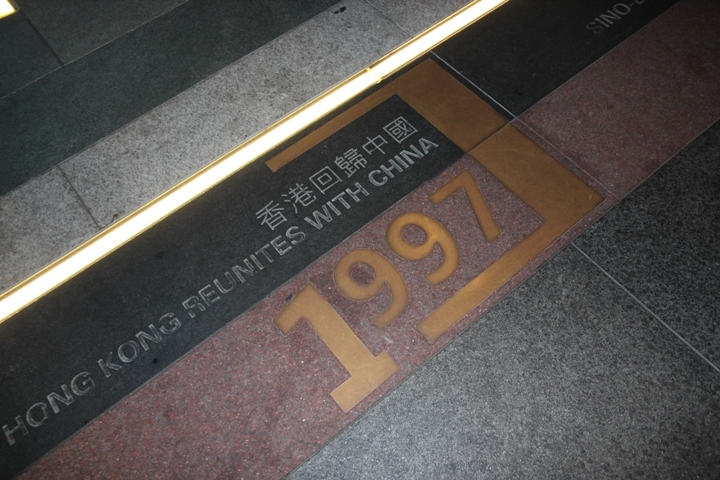 香港回歸中國
HONG KONG REUNITES WITH CHINA
1997